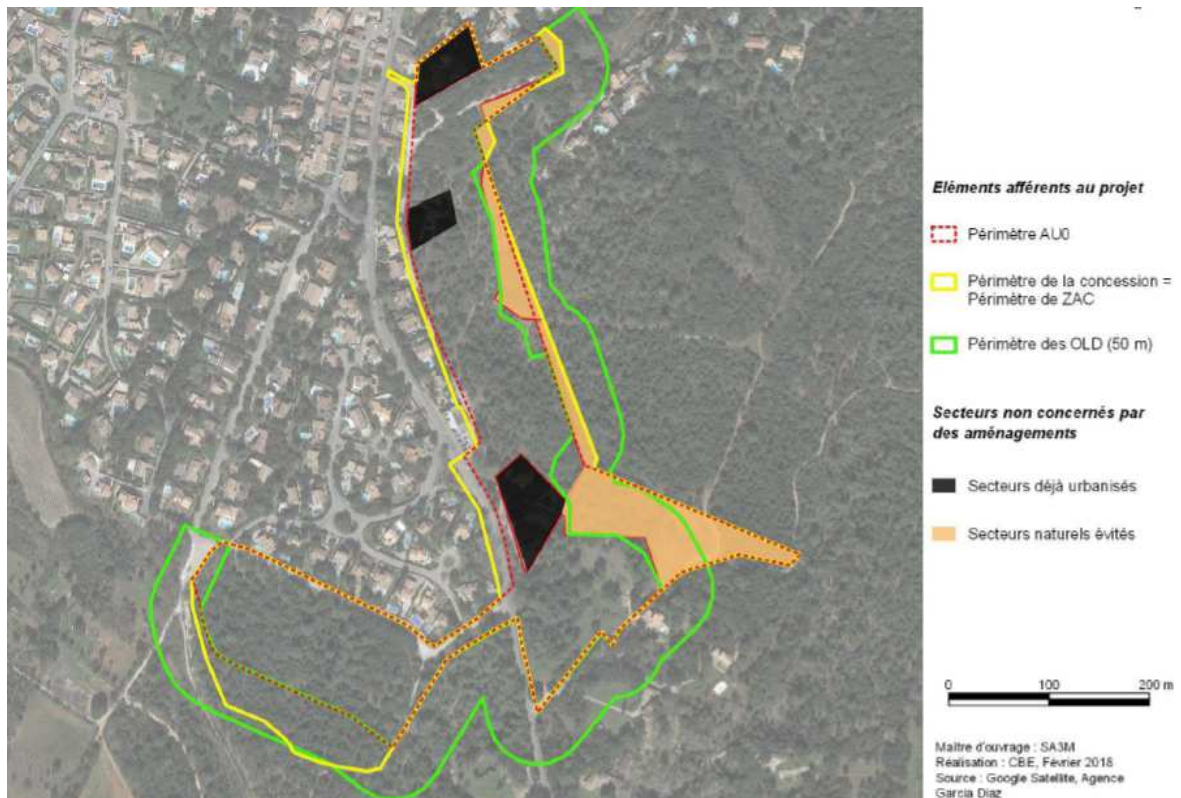 Eléments afférents au projet
Périmètre AU0
Périmètre de la concession =
Périmètre de ZAC
Périmètre des OLD (50 m)
Secteurs non concernés par
des aménagements
Secteurs déjà urbanisés
Secteurs naturels évités
0 100 200 m
Maître d'ouvrage : SA3M
Réalisation : CBE, Février 2018
Source : Google Satellite, Agence
Garcia Diaz